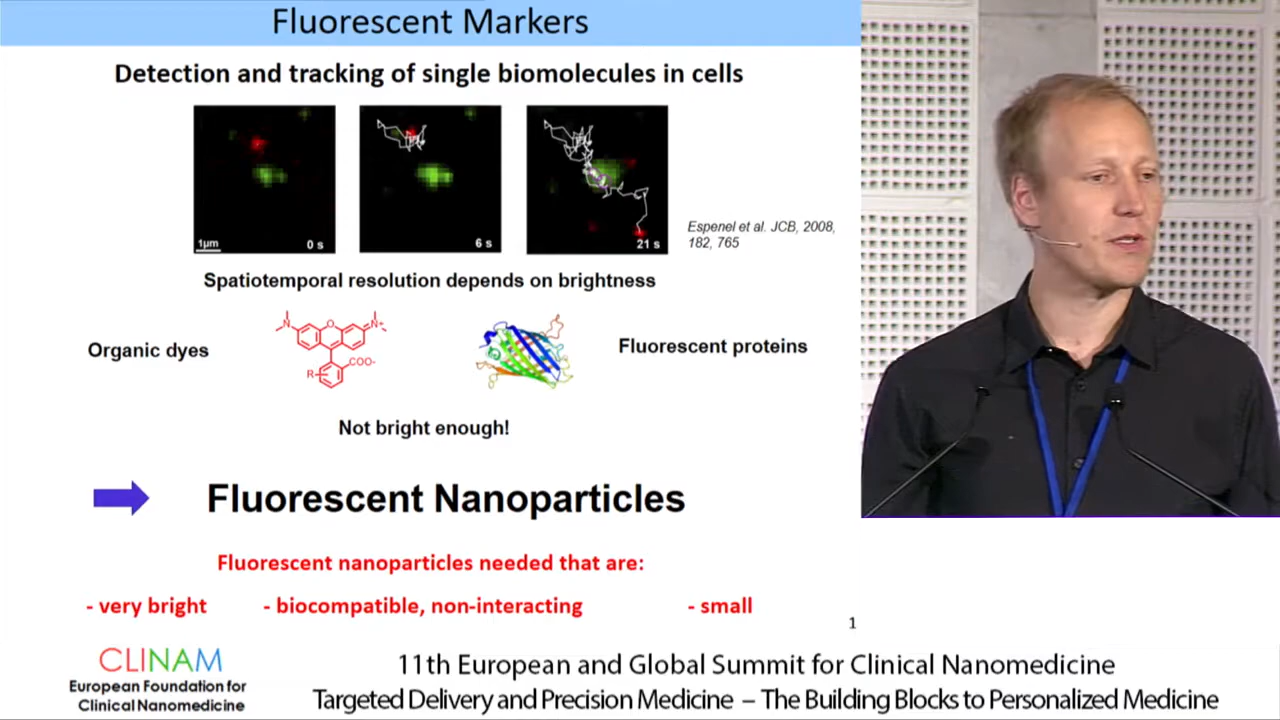 Fluorescent Markers
Detection and tracking of single biomolecules in cells
1µm
0 s
6 s
21 s
Espenel et al. JCB, 2008,
182, 765
Spatiotemporal resolution depends on brightness
Organic dyes
N
O
N+
COO-
R
Fluorescent proteins
Not bright enough!
Fluorescent Nanoparticles
Fluorescent nanoparticles needed that are:
- very bright
- biocompatible, non-interacting
- small
1
CLINAM
European Foundation for
Clinical Nanomedicine
11th European and Global Summit for Clinical Nanomedicine
Targeted Delivery and Precision Medicine – The Building Blocks to Personalized Medicine